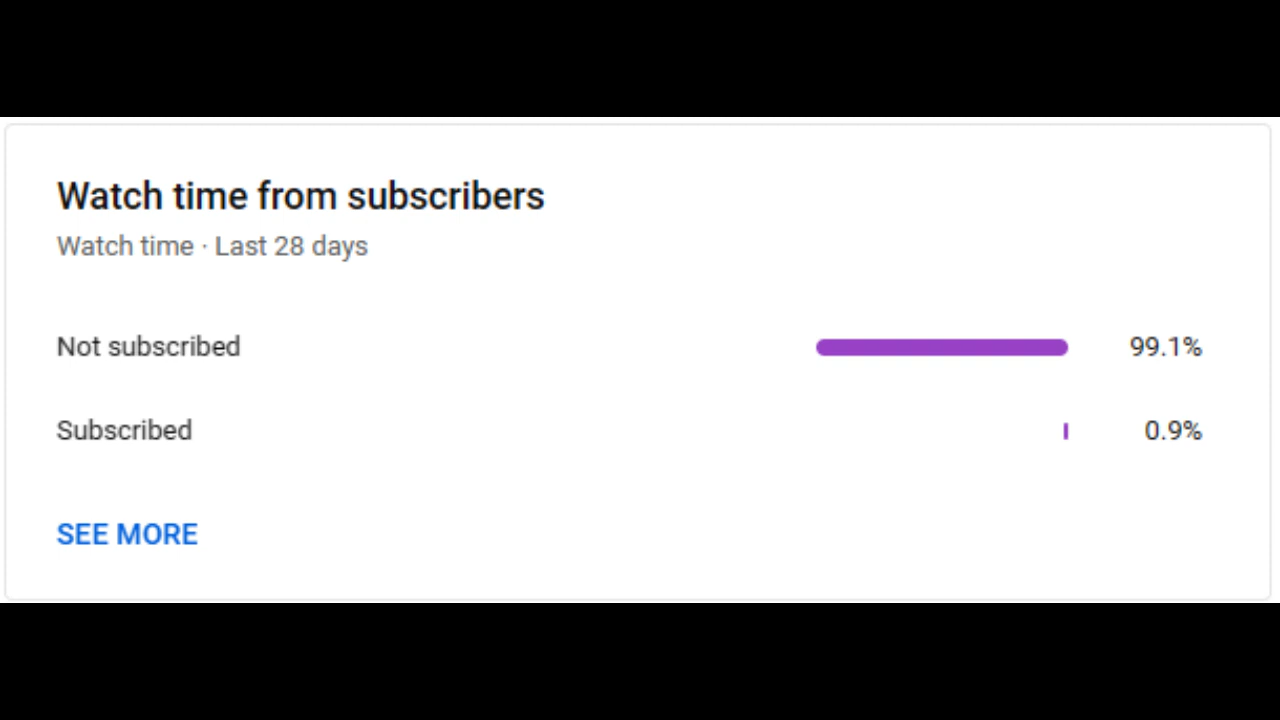 Watch time from subscribers
Watch time · Last 28 days
Not subscribed 99.1%
Subscribed 0.9%
SEE MORE